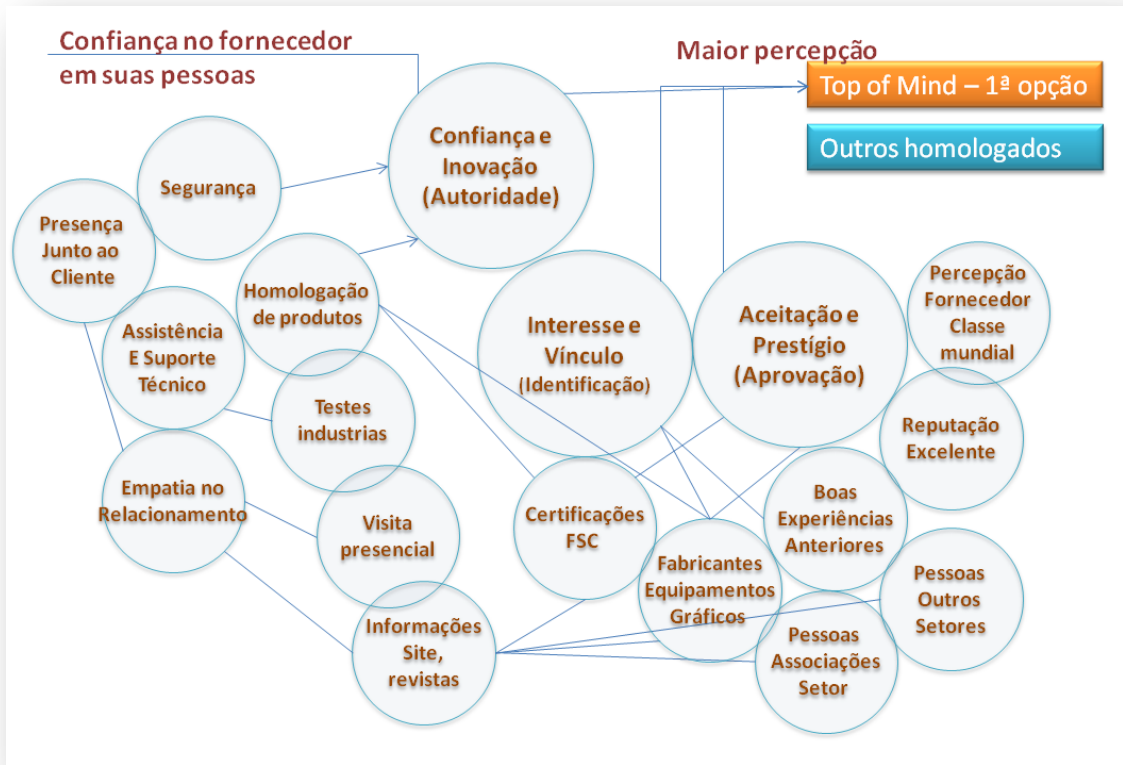 Confiança no fornecedor
em suas pessoas
Maior percepção
Top of Mind – 1ª opção
Outros homologados
Confiança e
Inovação
(Autoridade)
Segurança
Presença
Junto ao
Cliente
Homologação
de produtos
Assistência
E Suporte
Técnico
Interesse e
Vínculo
(Identificação)
Aceitação e
Prestígio
(Aprovação)
Percepção
Fornecedor
Classe
mundial
Testes
industrias
Reputação
Excelente
Empatia no
Relacionamento
Visita
presencial
Certificações
FSC
Boas
Experiências
Anteriores
Fabricantes
Equipamentos
Gráficos
Pessoas
Outros
Setores
Informações
Site,
revistas
Pessoas
Associações
Setor